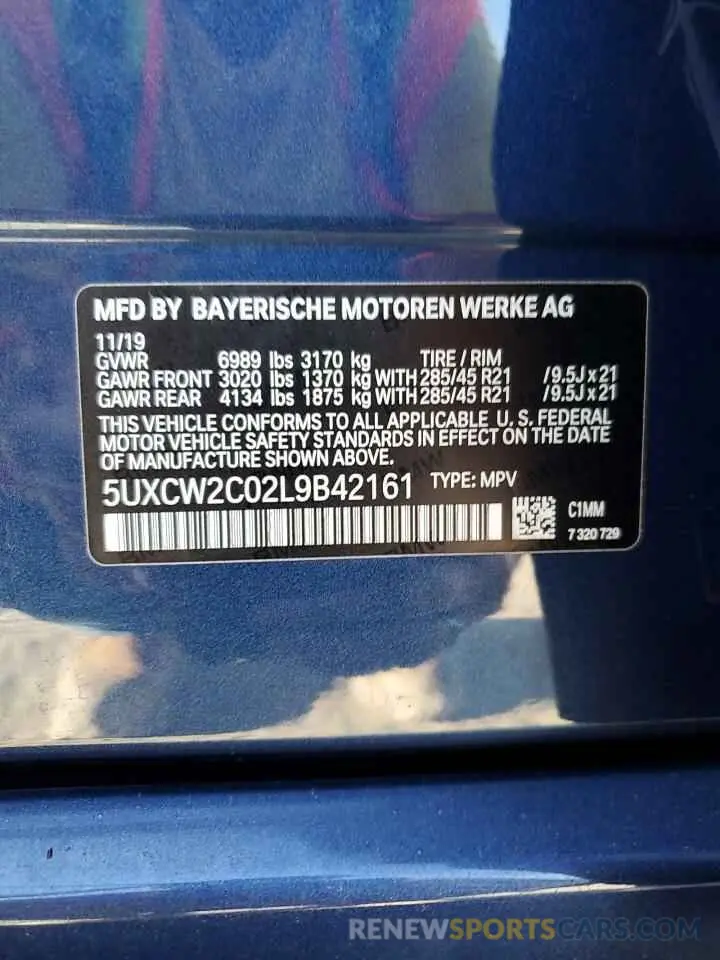 MFD BY BAYERISCHE MOTOREN WERKE AG
11/19
GVWR 6989 lbs 3170 kg TIRE / RIM
GAWR FRONT 3020 lbs 1370 kg WITH 285/45 R21 /9.5J x 21
GAWR REAR 4134 lbs 1875 kg WITH 285/45 R21 /9.5J x 21
THIS VEHICLE CONFORMS TO ALL APPLICABLE U. S. FEDERAL
MOTOR VEHICLE SAFETY STANDARDS IN EFFECT ON THE DATE
OF MANUFACTURE SHOWN ABOVE.
5UXCW2C02L9B42161 TYPE: MPV
C1MM
7 320 729
RENEWSPORTSCARS.COM